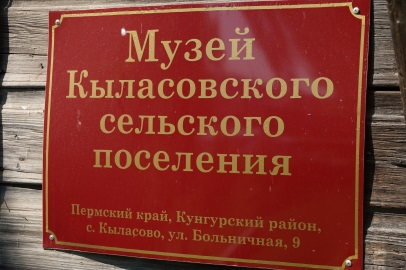 Музей
Кыласовского
сельского
поселения
Пермский край, Кунгурский район,
с. Кыласово, ул. Больничная, 9